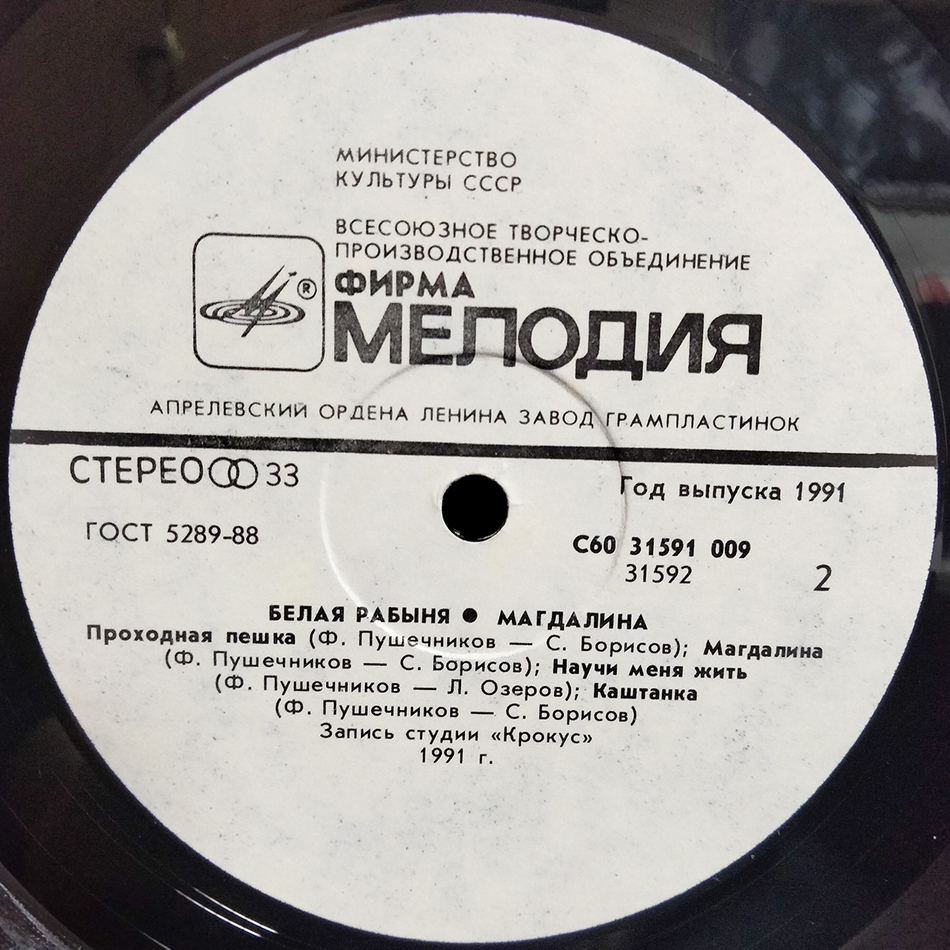 МИНИСТЕРСТВО
КУЛЬТУРЫ СССР
ВСЕСОЮЗНОЕ ТВОРЧЕСКО-
ПРОИЗВОДСТВЕННОЕ ОБЪЕДИНЕНИЕ
ФИРМА
®
МЕЛОДИЯ
АПРЕЛЕВСКИЙ ОРДЕНА ЛЕНИНА ЗАВОД ГРАМПЛАСТИНОК
СТЕРЕО 33
Год выпуска 1991
ГОСТ 5289-88
С60 31591 009
31592
2
БЕЛАЯ РАБЫНЯ ● МАГДАЛИНА
Проходная пешка (Ф. Пушечников — С. Борисов); Магдалина
(Ф. Пушечников — С. Борисов); Научи меня жить
(Ф. Пушечников — Л. Озеров); Каштанка
(Ф. Пушечников — С. Борисов)
Запись студии «Крокус»
1991 г.